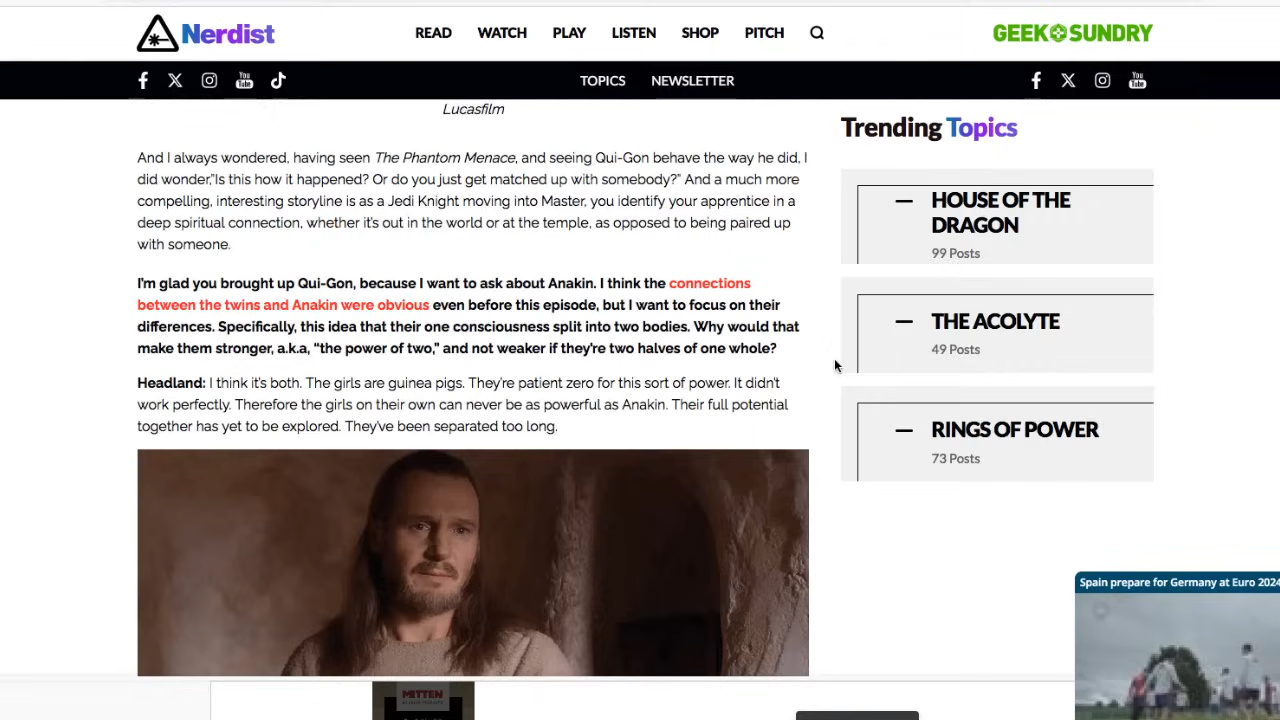 Nerdist
READ WATCH PLAY LISTEN SHOP PITCH
GEEK SUNDRY
You Tube
TOPICS NEWSLETTER
You Tube
Lucasfilm
And I always wondered, having seen The Phantom Menace, and seeing Qui-Gon behave the way he did, I
did wonder,"Is this how it happened? Or do you just get matched up with somebody?" And a much more
compelling, interesting storyline is as a Jedi Knight moving into Master, you identify your apprentice in a
deep spiritual connection, whether it's out in the world or at the temple, as opposed to being paired up
with someone.
I'm glad you brought up Qui-Gon, because I want to ask about Anakin. I think the connections
between the twins and Anakin were obvious even before this episode, but I want to focus on their
differences. Specifically, this idea that their one consciousness split into two bodies. Why would that
make them stronger, a.k.a, “the power of two,” and not weaker if they're two halves of one whole?
Headland: I think it's both. The girls are guinea pigs. They're patient zero for this sort of power. It didn't
work perfectly. Therefore the girls on their own can never be as powerful as Anakin. Their full potential
together has yet to be explored. They've been separated too long.
Trending Topics
— HOUSE OF THE
DRAGON
99 Posts
— THE ACOLYTE
49 Posts
— RINGS OF POWER
73 Posts
Spain prepare for Germany at Euro 2024
MITTEN